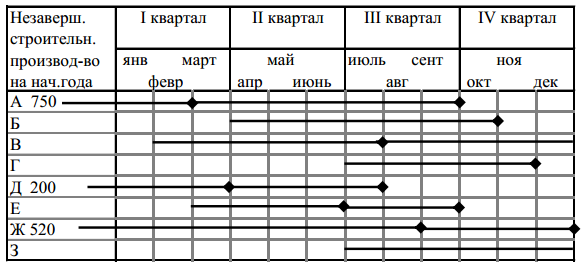 Незаверш.
строительн.
производ-во
на нач.года
I квартал
II квартал
III квартал
IV квартал
янв март
февр
май
апр июнь
июль сент
авг
ноя
окт дек
А 750
Б
В
Г
Д 200
Е
Ж 520
З